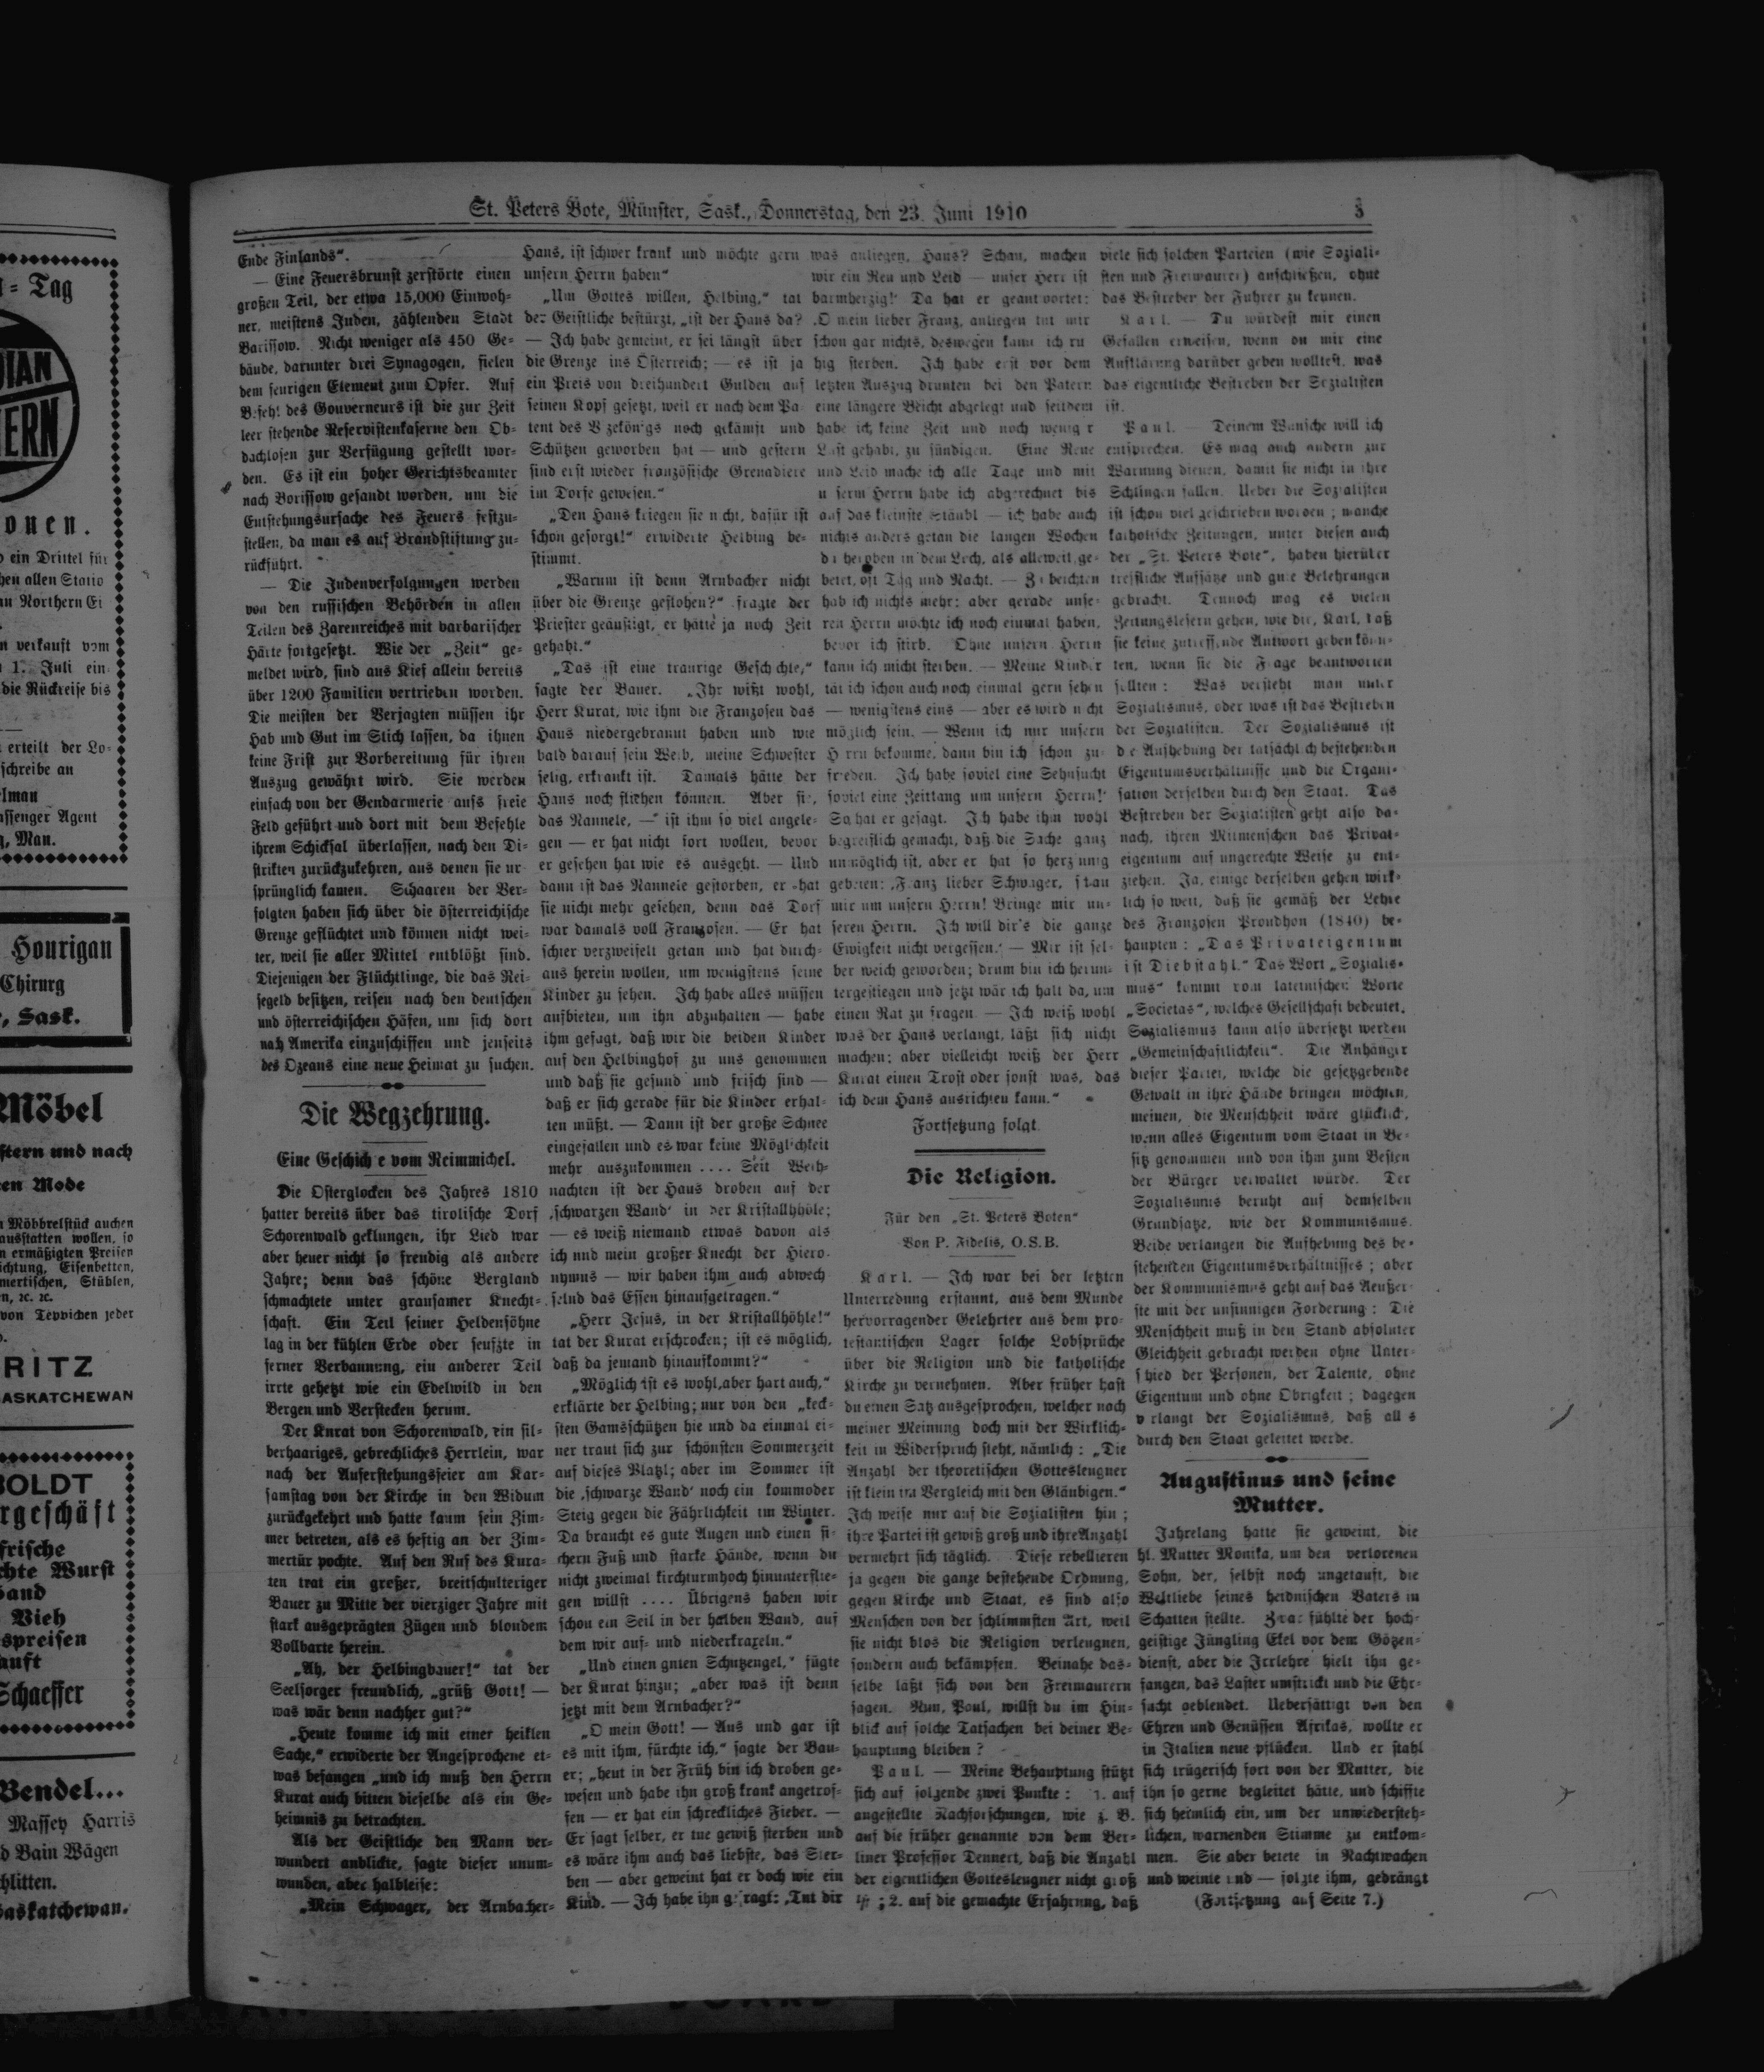 St. Peters Bote, Münster, Sask., Donnerstag, den 23. Juni 1910
Ende Finlands“.
— Eine Feuersbrunst zerstörte einen
großen Teil, der etwa 15,000 Einwoh-
ner, meistens Juden, zählenden Stadt
Barissow. Nicht weniger als 450 Ge-
bäude, darunter drei Synagogen, fielen
dem feurigen Element zum Opfer. Auf
Befehl des Gouverneurs ist die zur Zeit
leer stehende Reservistenkaserne den Ob-
dachlosen zur Verfügung gestellt wor-
den. Es ist ein hoher Gerichtsbeamter
nach Borissow gesandt worden, um die
Entstehungsursache des Feuers festzu-
stellen, da man es auf Brandstiftung zu-
rückführt.
— Die Judenverfolgungen werden
von den russischen Behörden in allen
Teilen des Zarenreiches mit barbarischer
Härte fortgesetzt. Wie der „Zeit“ ge-
meldet wird, sind aus Kief allein bereits
über 1200 Familien vertrieben worden.
Die meisten der Verjagten müssen ihr
Hab und Gut im Stich lassen, da ihnen
keine Frist zur Vorbereitung für ihren
Auszug gewährt wird. Sie werden
einfach von der Gendarmerie aufs freie
Feld geführt und dort mit dem Befehle
ihrem Schicksal überlassen, nach den Di-
strikten zurückzukehren, aus denen sie ur-
sprünglich kamen. Schaaren der Ver-
folgten haben sich über die österreichische
Grenze geflüchtet und können nicht wei-
ter, weil sie aller Mittel entblößt sind.
Diejenigen der Flüchtlinge, die das Rei-
segeld besitzen, reisen nach den deutschen
und österreichischen Häfen, um sich dort
nach Amerika einzuschiffen und jenseits
des Ozeans eine neue Heimat zu suchen.
Die Wegzehrung.
Eine Geschichte vom Reimmichel.
Die Osterglocken des Jahres 1810
hatter bereits über das tirolische Dorf
Schorenwald geklungen, ihr Lied war
aber heuer nicht so freudig als andere
Jahre; denn das schöne Bergland
schmachtete unter grausamer Knecht-
schaft. Ein Teil seiner Heldensöhne
lag in der kühlen Erde oder seufzte in
ferner Verbannung, ein anderer Teil
irrte gehetzt wie ein Edelwild in den
Bergen und Verstecken herum.
Der Kurat von Schorenwald, ein sil-
berhaariges, gebrechliches Herrlein, war
nach der Auferstehungsfeier am Kar-
samstag von der Kirche in den Widum
zurückgekehrt und hatte kaum sein Zim-
mer betreten, als es heftig an der Zim-
mertür pochte. Auf den Ruf des Kura-
ten trat ein großer, breitschulteriger
Bauer zu Mitte der vierziger Jahre mit
stark ausgeprägten Zügen und blondem
Vollbarte herein.
„Ah, der Helbingbauer!“ tat der
Seelsorger freundlich, „grüß Gott! —
was wär denn nachher gut?“
„Heute komme ich mit einer heiklen
Sache,“ erwiderte der Angesprochene et-
was befangen „und ich muß den Herrn
Kurat auch bitten dieselbe als ein Ge-
heimnis zu betrachten.
Als der Geistliche den Mann ver-
wundert anblickte, sagte dieser unum-
wunden, aber halbleise:
„Mein Schwager, der Arnbacher-
Hans, ist schwer krank und möchte gern
unsern Herrn haben“
„Um Gottes willen, Helbing,“ tat
der Geistliche bestürzt, „ist der Hans da?
— Ich habe gemeint, er sei längst über
die Grenze ins Österreich; — es ist ja
ein Preis von dreihundert Gulden auf
seinen Kopf gesetzt, weil er nach dem Pa-
tent des Vizekönigs noch gekämpft und
Schützen geworben hat — und gestern
sind erst wieder französische Grenadiere
im Dorfe gewesen.“
„Den Hans kriegen sie nicht, dafür ist
schon gesorgt!“ erwiderte Helbing be-
stimmt.
„Warum ist denn Arnbacher nicht
über die Grenze geflohen?“ fragte der
Priester geängstigt, er hätte ja noch Zeit
gehabt.“
„Das ist eine traurige Geschichte,“
sagte der Bauer. „Ihr wißt wohl,
Herr Kurat, wie ihm die Franzosen das
Haus niedergebrannt haben und wie
bald darauf sein Weib, meine Schwester
selig, erkrankt ist. Damals hätte der
Hans noch fliehen können. Aber sie,
das Nannele, —“ ist ihm so viel angele-
gen — er hat nicht fort wollen, bevor
er gesehen hat wie es ausgeht. — Und
dann ist das Nannele gestorben, er hat
sie nicht mehr gesehen, denn das Dorf
war damals voll Franzosen. — Er hat
schier verzweifelt getan und hat durch-
aus herein wollen, um wenigstens seine
Kinder zu sehen. Ich habe alles müssen
aufbieten, um ihn abzuhalten — habe
ihm gesagt, daß wir die beiden Kinder
auf den Helbinghof zu uns genommen
und daß sie gesund und frisch sind —
daß er sich gerade für die Kinder erhal-
ten müßt. — Dann ist der große Schnee
eingefallen und es war keine Möglichkeit
mehr auszukommen .... Seit Weih-
nachten ist der Hans droben auf der
‚schwarzen Wand‘ in der Kristallhöhle;
— es weiß niemand etwas davon als
ich und mein großer Knecht der Hiero-
nymus — wir haben ihm auch abwech
selnd das Essen hinaufgetragen.“
„Herr Jesus, in der Kristallhöhle!“
tat der Kurat erschrocken; ist es möglich,
daß da jemand hinaufkommt?“
„Möglich ist es wohl, aber hart auch,“
erklärte der Helbing; nur von den „keck-
sten Gamsschützen hie und da einmal ei-
ner traut sich zur schönsten Sommerzeit
auf dieses Platzl; aber im Sommer ist
die ‚schwarze Wand‘ noch ein kommoder
Steig gegen die Fährlichkeit im Winter.
Da braucht es gute Augen und einen si-
chern Fuß und starke Hände, wenn du
nicht zweimal kirchturmhoch hinunterflie-
gen willst .... Übrigens haben wir
schon ein Seil in der halben Wand, auf
dem wir auf- und niederkraxeln.“
„Und einen guten Schutzengel,“ fügte
der Kurat hinzu; „aber was ist denn
jetzt mit dem Arnbacher?“
„O mein Gott! — Aus und gar ist
es mit ihm, fürchte ich,“ sagte der Bau-
er; „heut in der Früh bin ich droben ge-
wesen und habe ihn groß krank angetrof-
fen — er hat ein schreckliches Fieber. —
Er sagt selber, er tue gewiß sterben und
es wäre ihm auch das liebste, das Ster-
ben — aber geweint hat er doch wie ein
Kind. — Ich habe ihn gefragt: ‚Tut dir
was anliegen, Hans? Schau, machen
wir ein Reu und Leid — unser Herr ist
barmherzig!‘ Da hat er geantwortet:
‚O mein lieber Franz, anliegen tut mir
schon gar nichts, deswegen kann ich ru
hig sterben. Ich habe erst vor dem
letzten Auszug drunten bei den Patern
eine längere Beicht abgelegt und seitdem
habe ich keine Zeit und noch weniger
Lust gehabt, zu sündigen. Eine Reue
und Leid mache ich alle Tage und mit
unserm Herrn habe ich abgerechnet bis
auf das kleinste Stäubl — ich habe auch
nichts anders getan die langen Wochen
da heroben in dem Loch, als alleweil ge-
betet, oft Tag und Nacht. — Zu beichten
hab ich nichts mehr: aber gerade unse-
ren Herrn möchte ich noch einmal haben,
bevor ich stirb. Ohne unsern Herrn
kann ich nicht sterben. — Meine Kinder
tät ich schon auch noch einmal gern sehen
— wenigstens eins — aber es wird nicht
möglich sein. — Wenn ich nur unsern
Herrn bekomme, dann bin ich schon zu-
frieden. Ich habe soviel eine Sehnsucht
soviel eine Zeitlang um unsern Herrn!‘
So hat er gesagt. Ich habe ihm wohl
begreiflich gemacht, daß die Sache ganz
unmöglich ist, aber er hat so herzinnig
gebeten: ‚Franz lieber Schwager, schau
mir um unsern Herrn! Bringe mir un-
seren Herrn. Ich will dir's die ganze
Ewigkeit nicht vergessen.‘ — Mir ist sel-
ber weich geworden; drum bin ich herun-
tergestiegen und jetzt wär ich halt da, um
einen Rat zu fragen. — Ich weiß wohl
was der Hans verlangt, läßt sich nicht
machen; aber vielleicht weiß der Herr
Kurat einen Trost oder sonst was, das
ich dem Hans ausrichten kann.“
Fortsetzung folgt.
Die Religion.
Für den „St. Peters Boten“
Von P. Fidelis, O.S.B.
Karl. — Ich war bei der letzten
Unterredung erstaunt, aus dem Munde
hervorragender Gelehrter aus dem pro-
testantischen Lager solche Lobsprüche
über die Religion und die katholische
Kirche zu vernehmen. Aber früher hast
du einen Satz ausgesprochen, welcher nach
meiner Meinung doch mit der Wirklich-
keit in Widerspruch steht, nämlich: „Die
Anzahl der theoretischen Gottesleugner
ist klein im Vergleich mit den Gläubigen.“
Ich weise nur auf die Sozialisten hin;
ihre Partei ist gewiß groß und ihre Anzahl
vermehrt sich täglich. Diese rebellieren
ja gegen die ganze bestehende Ordnung,
gegen Kirche und Staat, es sind also
Menschen von der schlimmsten Art, weil
sie nicht blos die Religion verleugnen,
sondern auch bekämpfen. Beinahe das-
selbe läßt sich von den Freimaurern
sagen. Nun, Paul, willst du im Hin-
blick auf solche Tatsachen bei deiner Be-
hauptung bleiben?
Paul. — Meine Behauptung stützt
sich auf folgende zwei Punkte: 1. auf
angestellte Nachforschungen, wie z. B.
auf die früher genannte von dem Ber-
liner Professor Dennert, daß die Anzahl
der eigentlichen Gottesleugner nicht groß
ist; 2. auf die gemachte Erfahrung, daß
viele sich solchen Parteien (wie Soziali-
sten und Freimaurer) anschließen, ohne
das Bestreben der Führer zu kennen.
Karl. — Du würdest mir einen
Gefallen erweisen, wenn du mir eine
Aufklärung darüber geben wolltest, was
das eigentliche Bestreben der Sozialisten
ist.
Paul. — Deinem Wunsche will ich
entsprechen. Es mag auch andern zur
Warnung dienen, damit sie nicht in ihre
Schlingen fallen. Ueber die Sozialisten
ist schon viel geschrieben worden; manche
katholische Zeitungen, unter diesen auch
der „St. Peters Bote“, haben hierüber
treffliche Aufsätze und gute Belehrungen
gebracht. Dennoch mag es vielen
Zeitungslesern gehen, wie dir, Karl, daß
sie keine zutreffende Antwort geben könn-
ten, wenn sie die Frage beantworten
sollten: Was versteht man unter
Sozialismus, oder was ist das Bestreben
der Sozialisten. Der Sozialismus ist
die Aufhebung der tatsächlich bestehenden
Eigentumsverhältnisse und die Organi-
sation derselben durch den Staat. Das
Bestreben der Sozialisten geht also da-
nach, ihren Mitmenschen das Privat-
eigentum auf ungerechte Weise zu ent-
ziehen. Ja, einige derselben gehen wirk-
lich so weit, daß sie gemäß der Lehre
des Franzosen Proudhon (1840) be-
haupten: „Das Privateigentum
ist Diebstahl.“ Das Wort „Sozialis-
mus“ kommt vom lateinischen Worte
„Societas“, welches Gesellschaft bedeutet.
Sozialismus kann also übersetzt werden
„Gemeinschaftlichkeit“. Die Anhänger
dieser Partei, welche die gesetzgebende
Gewalt in ihre Hände bringen möchten,
meinen, die Menschheit wäre glücklich,
wenn alles Eigentum vom Staat in Be-
sitz genommen und von ihm zum Besten
der Bürger verwaltet würde. Der
Sozialismus beruht auf demselben
Grundsatze, wie der Kommunismus.
Beide verlangen die Aufhebung des be-
stehenden Eigentumsverhältnisses; aber
der Kommunismus geht auf das Aeußer-
ste mit der unsinnigen Forderung: Die
Menschheit muß in den Stand absoluter
Gleichheit gebracht werden ohne Unter-
schied der Personen, der Talente, ohne
Eigentum und ohne Obrigkeit; dagegen
verlangt der Sozialismus, daß alles
durch den Staat geleitet werde.
Augustinus und seine
Mutter.
Jahrelang hatte sie geweint, die
hl. Mutter Monika, um den verlorenen
Sohn, der, selbst noch ungetauft, die
Weltliebe seines heidnischen Vaters in
Schatten stellte. Zwar fühlte der hoch-
geistige Jüngling Ekel vor dem Götzen-
dienst, aber die Irrlehre hielt ihn ge-
fangen, das Laster umstrickt und die Ehr-
sucht geblendet. Uebersättigt von den
Ehren und Genüssen Afrikas, wollte er
in Italien neue pflücken. Und er stahl
sich trügerisch fort von der Mutter, die
ihn so gerne begleitet hätte, und schiffte
sich heimlich ein, um der unwiedersteh-
lichen, warnenden Stimme zu entkom-
men. Sie aber betete in Nachtwachen
und weinte und — folgte ihm, gedrängt
(Fortsetzung auf Seite 7.)
= Tag
DIAN
ERN
onen.
ein Drittel für
hen allen Statio
Northern Ei
verkauft vom
1. Juli ein
die Rückreise bis
erteilt der Lo-
schreibe an
lman
assenger Agent
Man.
Hourigan
Chirurg
Sask.
Möbel
stern und nach
en Mode
Möbbrelstück auchen
ausstatten wollen, so
n ermäßigten Preisen
ichtung, Eisenbetten,
mertischen, Stühlen,
n, ꝛc. ꝛc.
von Teppichen jeder
RITZ
SASKATCHEWAN
BOLDT
rgeschäft
frische
chte Wurst
Hand
Vieh
spreisen
auft
Schaeffer
Bendel...
Massey Harris
d Bain Wägen
chlitten.
Saskatchewan.